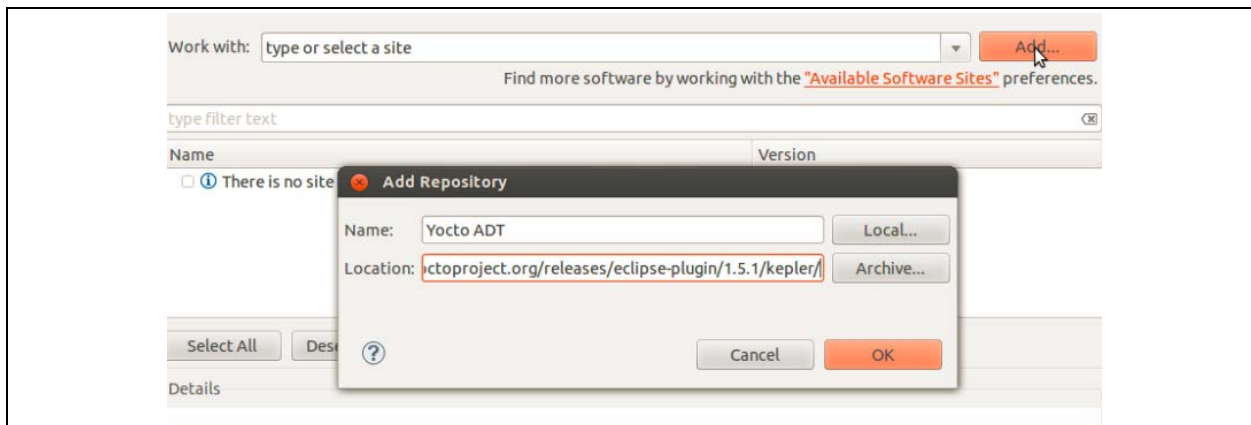 Work with: type or select a site Add...
Find more software by working with the "Available Software Sites" preferences.
type filter text
Name Version
There is no site
Add Repository
Name: Yocto ADT Local...
Location: octoproject.org/releases/eclipse-plugin/1.5.1/kepler/ Archive...
Select All Dese
Cancel OK
Details